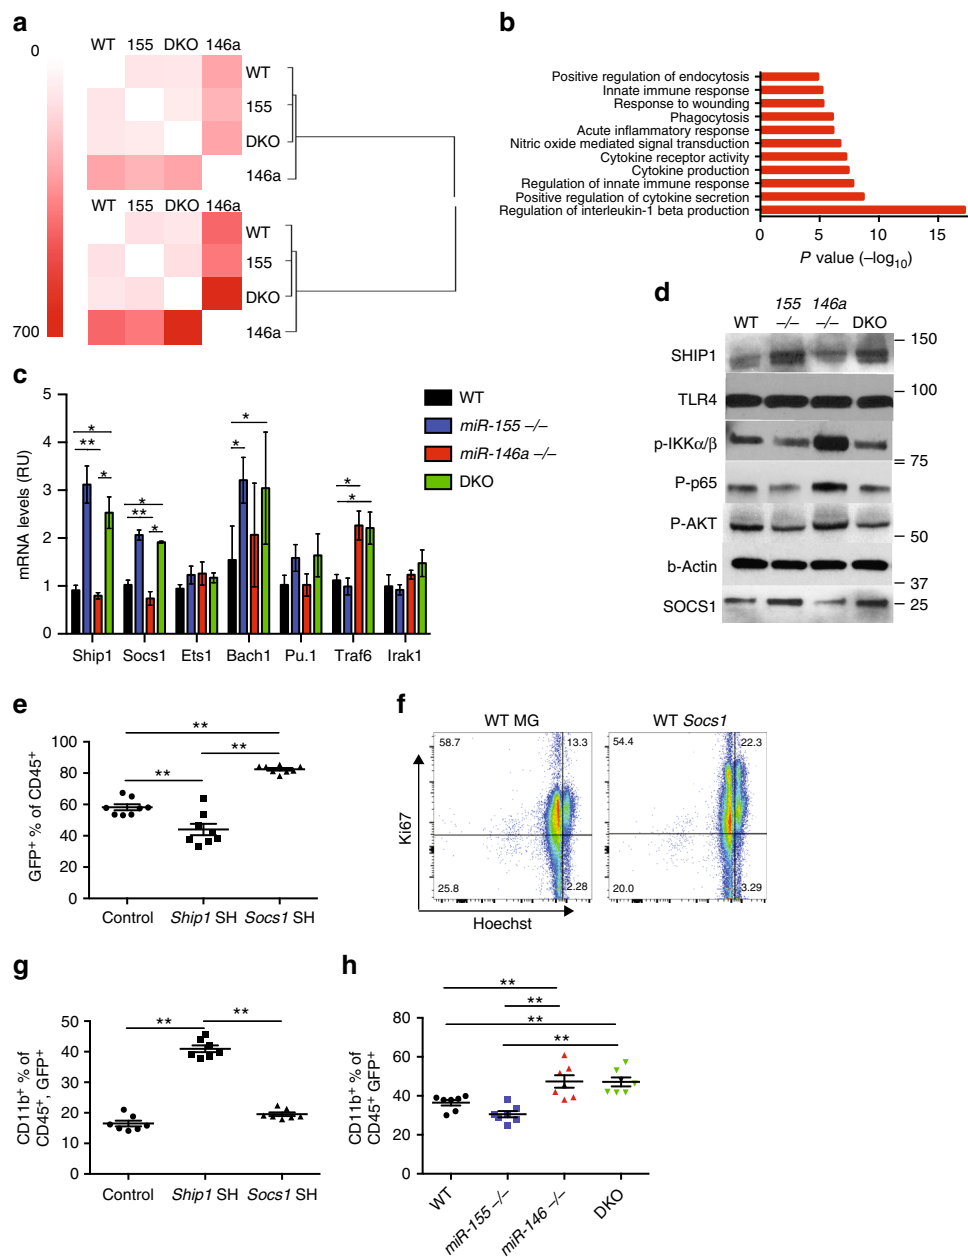 a
0
700
WT 155 DKO 146a
WT
155
DKO
146a
WT 155 DKO 146a
WT
155
DKO
146a
b
Positive regulation of endocytosis
Innate immune response
Response to wounding
Phagocytosis
Acute inflammatory response
Nitric oxide mediated signal transduction
Cytokine receptor activity
Cytokine production
Regulation of innate immune response
Positive regulation of cytokine secretion
Regulation of interleukin-1 beta production
0 5 10 15
P value (–log10)
c
mRNA levels (RU)
5
4
3
2
1
0
* ** * * ** * * * * *
Ship1 Socs1 Ets1 Bach1 Pu.1 Traf6 Irak1
WT
miR-155 –/–
miR-146a –/–
DKO
d
155 146a
WT –/– –/– DKO
SHIP1
TLR4
p-IKKα/β
P-p65
P-AKT
b-Actin
SOCS1
150
100
75
50
37
25
e
GFP+ % of CD45+
100
80
60
40
20
0
**
**
**
Control Ship1 SH Socs1 SH
f
WT MG WT Socs1
58.7 13.3
25.8 2.28
54.4 22.3
20.0 3.29
Ki67
Hoechst
g
CD11b+ % of
CD45+, GFP+
50
40
30
20
10
0
** **
Control Ship1 SH Socs1 SH
h
CD11b+ % of
CD45+ GFP+
80
60
40
20
0
**
**
**
**
WT
miR-155 –/–
miR-146 –/–
DKO